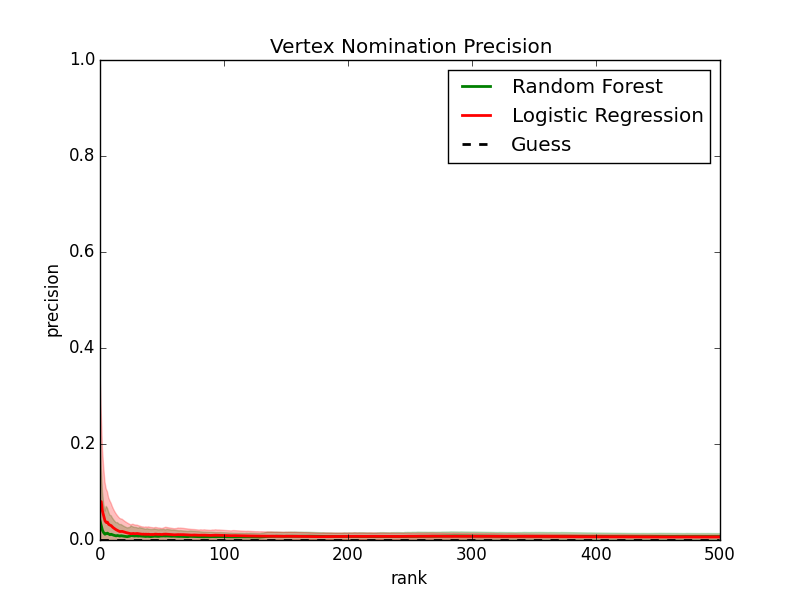 Vertex Nomination Precision
1.0
0.8
0.6
0.4
0.2
0.0
precision
Random Forest
Logistic Regression
Guess
0 100 200 300 400 500
rank